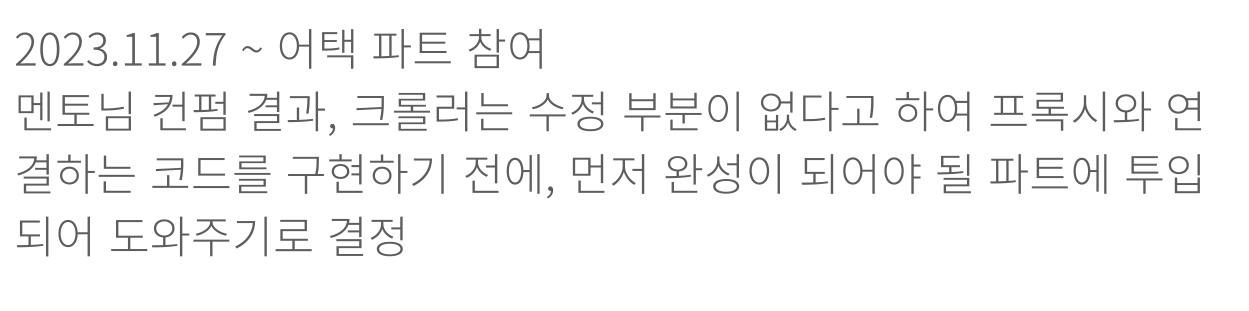 2023.11.27 ~ 어택 파트 참여
멘토님 컨펌 결과, 크롤러는 수정 부분이 없다고 하여 프록시와 연
결하는 코드를 구현하기 전에, 먼저 완성이 되어야 될 파트에 투입
되어 도와주기로 결정